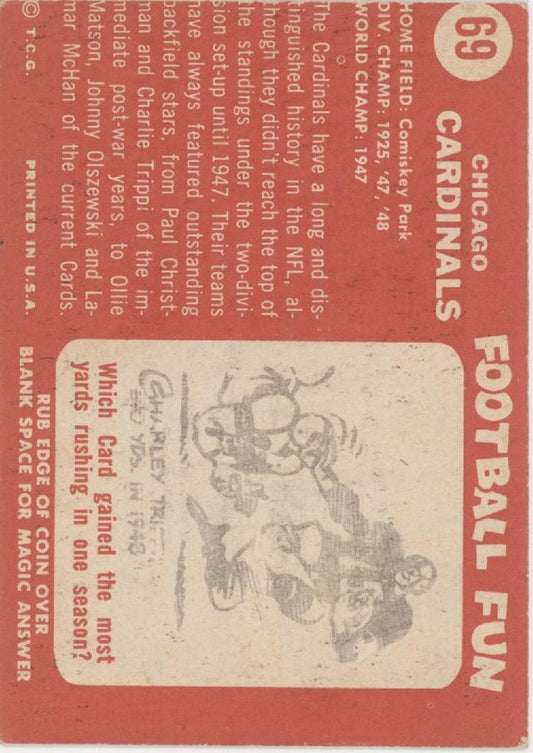 69
CHICAGO
CARDINALS
HOME FIELD: Comiskey Park
DIV. CHAMP: 1925, '47, '48
WORLD CHAMP: 1947
The Cardinals have a long and dis-
tinguished history in the NFL, al-
though they didn't reach the top of
the standings under the two-divi-
sion set-up until 1947. Their teams
have always featured outstanding
backfield stars, from Paul Christ-
man and Charlie Trippi of the im-
mediate post-war years, to Ollie
Matson, Johnny Olszewski and La-
mar McHan of the current Cards.
© T.C.G. PRINTED IN U.S.A.
FOOTBALL FUN
CHARLEY TRIPPI
YDS. IN 1948
Which Card gained the most
yards rushing in one season?
RUB EDGE OF COIN OVER
BLANK SPACE FOR MAGIC ANSWER